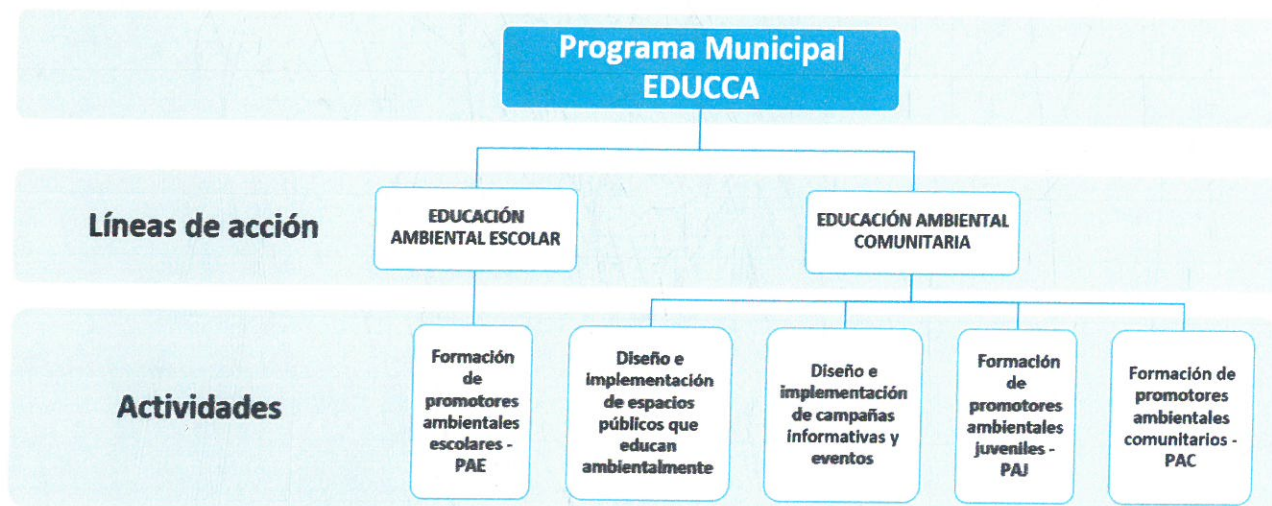 Programa Municipal
EDUCCA
Líneas de acción
EDUCACIÓN
AMBIENTAL ESCOLAR
EDUCACIÓN AMBIENTAL
COMUNITARIA
Actividades
Formación
de
promotores
ambientales
escolares -
PAE
Diseño e
implementación
de espacios
públicos que
educan
ambientalmente
Diseño e
implementación
de campañas
informativas y
eventos
Formación
de
promotores
ambientales
juveniles -
PAJ
Formación de
promotores
ambientales
comunitarios -
PAC